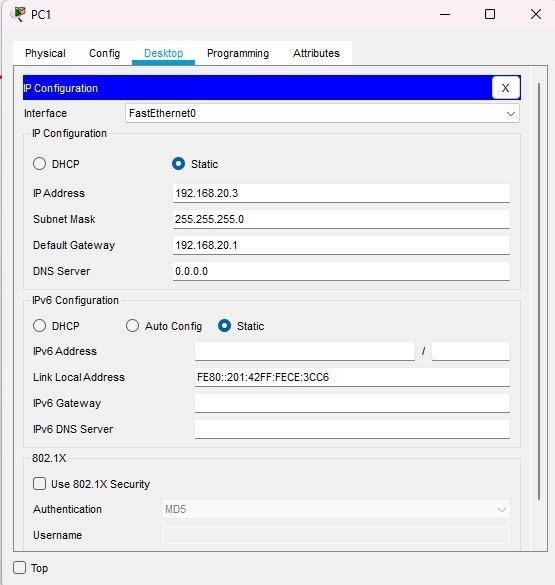 PC1
Physical Config Desktop Programming Attributes
IP Configuration X
Interface FastEthernet0
IP Configuration
DHCP Static
IP Address 192.168.20.3
Subnet Mask 255.255.255.0
Default Gateway 192.168.20.1
DNS Server 0.0.0.0
IPv6 Configuration
DHCP Auto Config Static
IPv6 Address /
Link Local Address FE80::201:42FF:FECE:3CC6
IPv6 Gateway
IPv6 DNS Server
802.1X
Use 802.1X Security
Authentication MD5
Username
Top